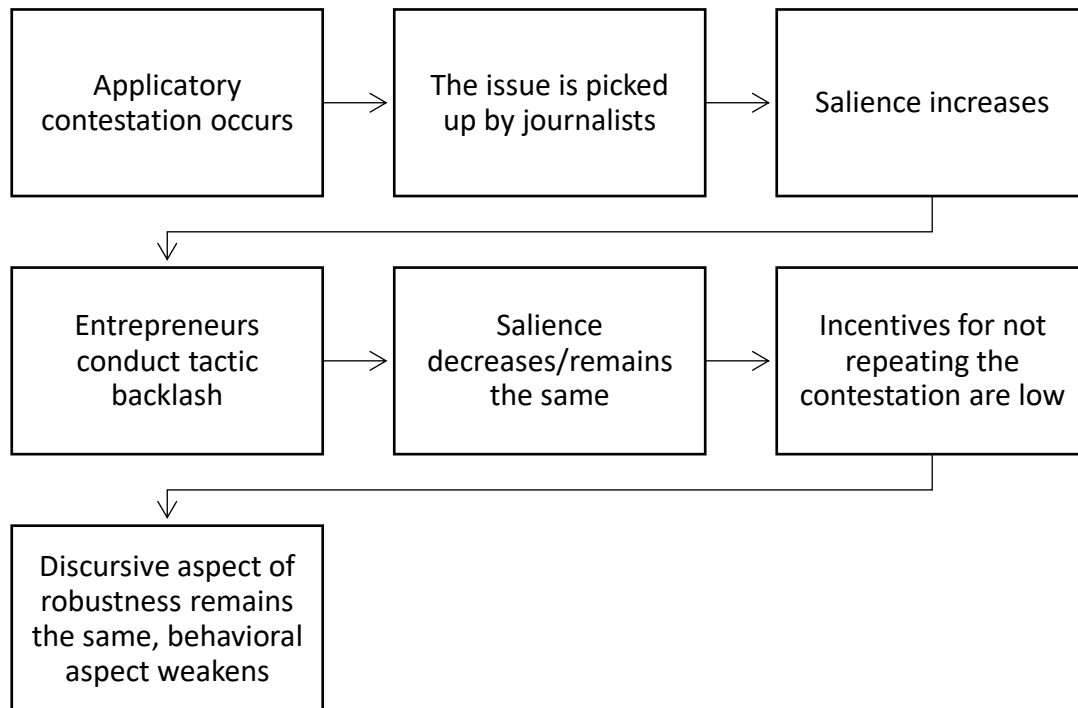 Applicatory
contestation occurs
The issue is picked
up by journalists
Salience increases
Entrepreneurs
conduct tactic
backlash
Salience
decreases/remains
the same
Incentives for not
repeating the
contestation are low
Discursive aspect of
robustness remains
the same, behavioral
aspect weakens